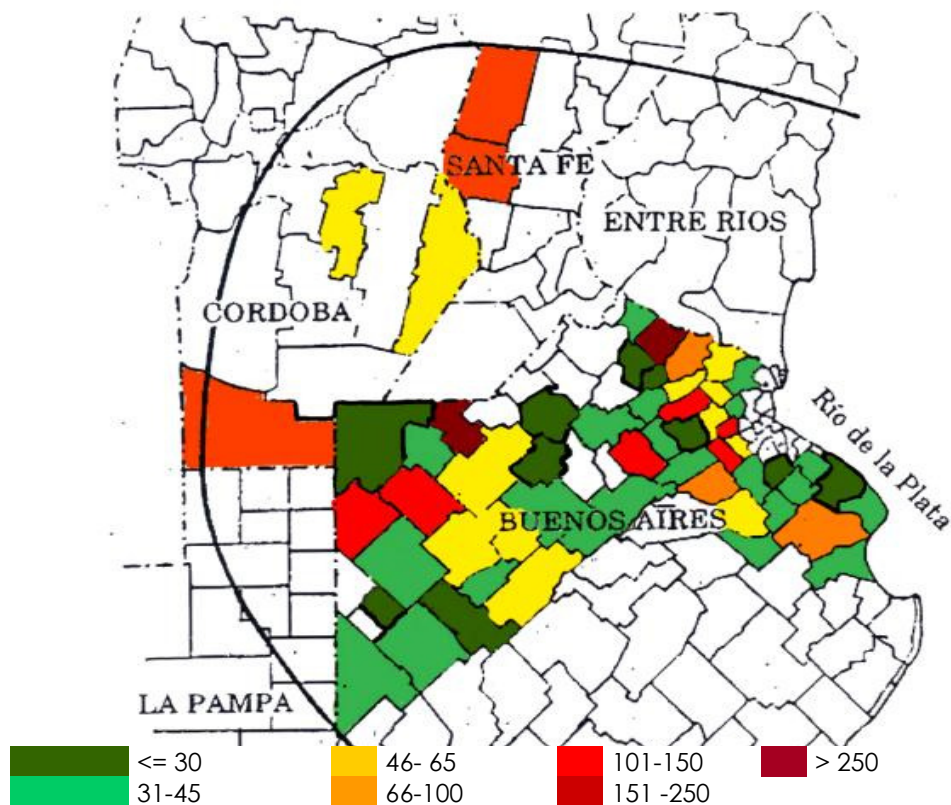 SANTA FE
ENTRE RIOS
CORDOBA
Río de la Plata
BUENOS AIRES
LA PAMPA
<= 30
46- 65
101-150
> 250
31-45
66-100
151 -250